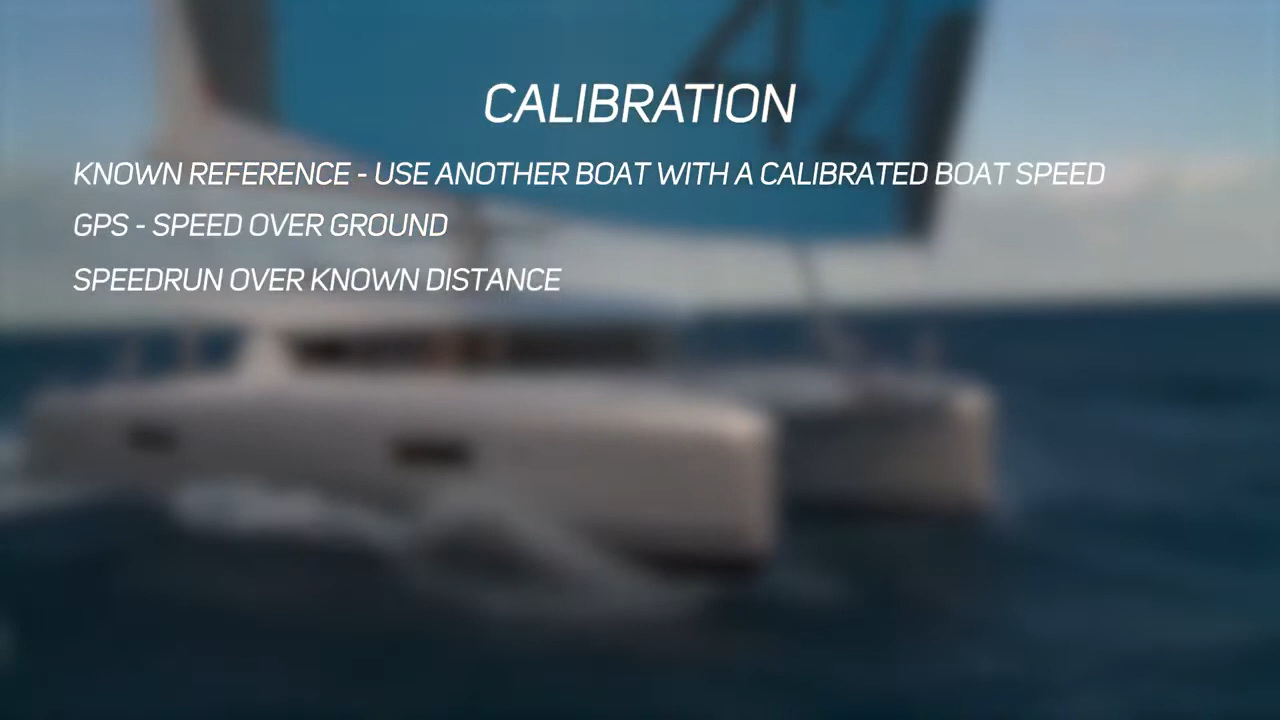 CALIBRATION
KNOWN REFERENCE - USE ANOTHER BOAT WITH A CALIBRATED BOAT SPEED
GPS - SPEED OVER GROUND
SPEEDRUN OVER KNOWN DISTANCE